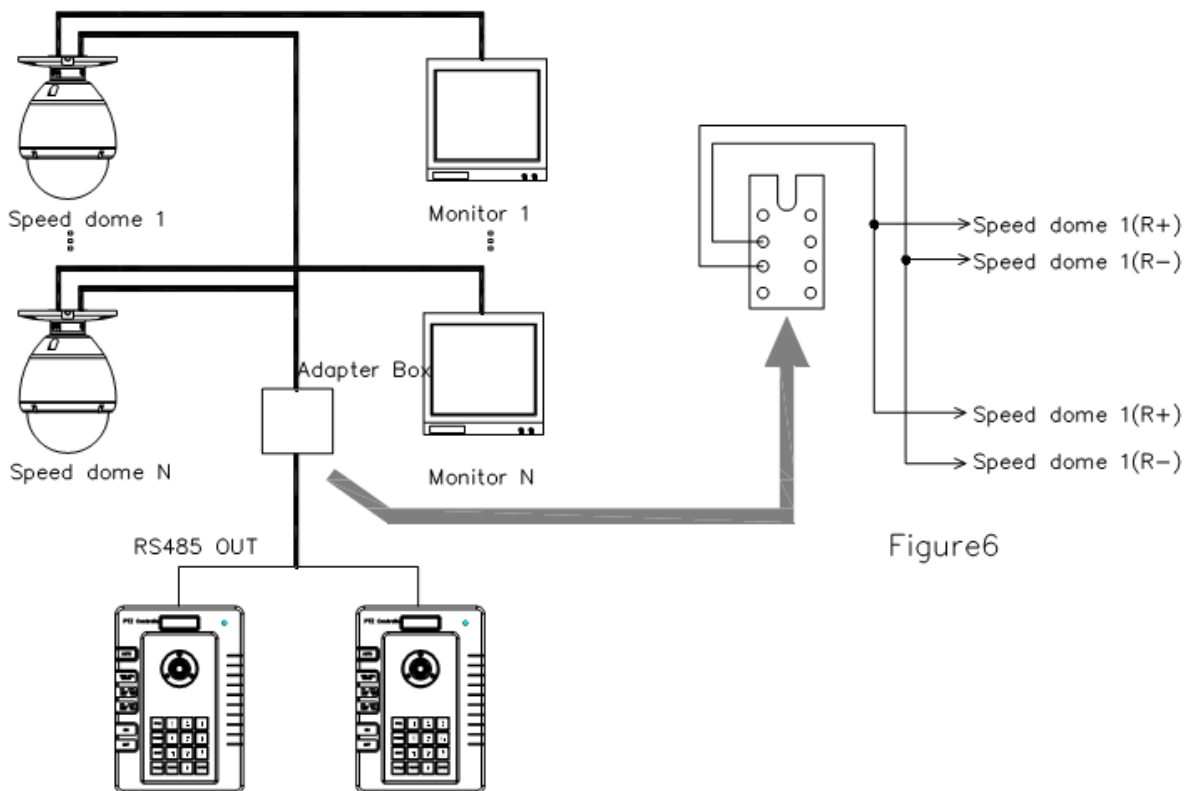 Speed dome 1
Monitor 1
Speed dome 1(R+)
Speed dome 1(R-)
Adapter Box
Speed dome 1(R+)
Speed dome 1(R-)
Speed dome N
Monitor N
Figure6
RS485 OUT